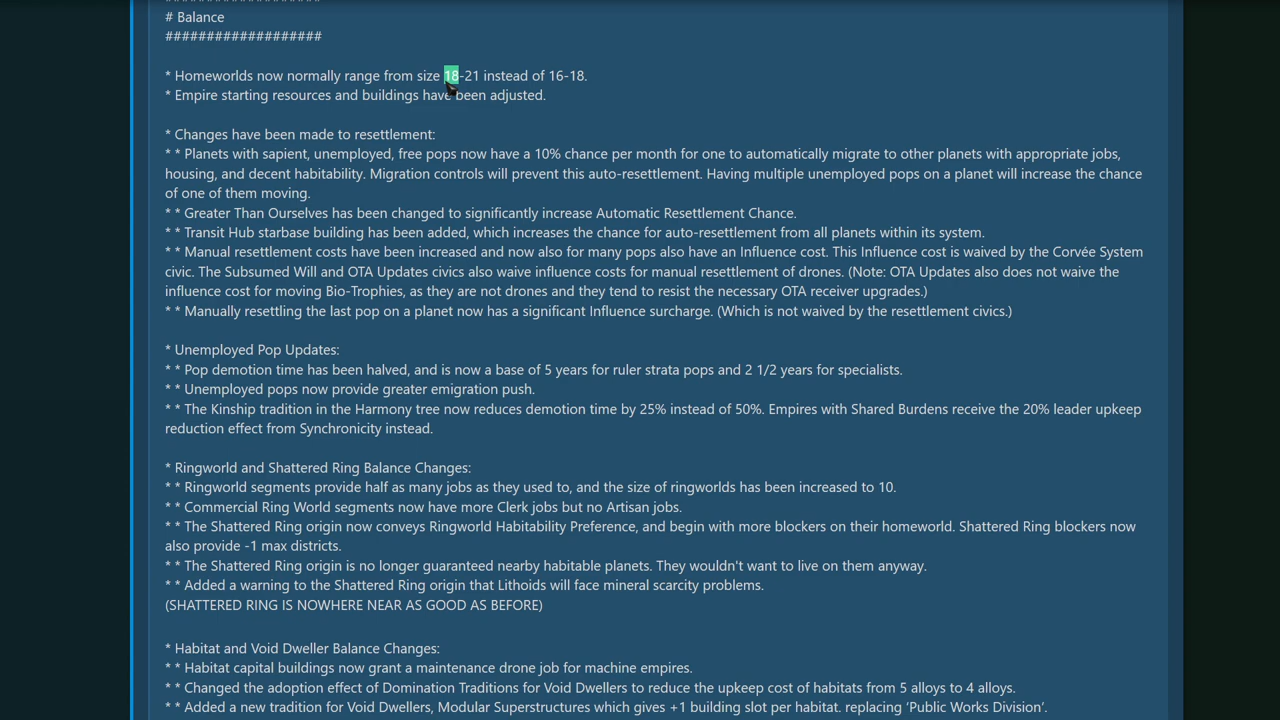 # Balance
###################
* Homeworlds now normally range from size 18-21 instead of 16-18.
* Empire starting resources and buildings have been adjusted.
* Changes have been made to resettlement:
* * Planets with sapient, unemployed, free pops now have a 10% chance per month for one to automatically migrate to other planets with appropriate jobs,
housing, and decent habitability. Migration controls will prevent this auto-resettlement. Having multiple unemployed pops on a planet will increase the chance
of one of them moving.
* * Greater Than Ourselves has been changed to significantly increase Automatic Resettlement Chance.
* * Transit Hub starbase building has been added, which increases the chance for auto-resettlement from all planets within its system.
* * Manual resettlement costs have been increased and now also for many pops also have an Influence cost. This Influence cost is waived by the Corvée System
civic. The Subsumed Will and OTA Updates civics also waive influence costs for manual resettlement of drones. (Note: OTA Updates also does not waive the
influence cost for moving Bio-Trophies, as they are not drones and they tend to resist the necessary OTA receiver upgrades.)
* * Manually resettling the last pop on a planet now has a significant Influence surcharge. (Which is not waived by the resettlement civics.)
* Unemployed Pop Updates:
* * Pop demotion time has been halved, and is now a base of 5 years for ruler strata pops and 2 1/2 years for specialists.
* * Unemployed pops now provide greater emigration push.
* * The Kinship tradition in the Harmony tree now reduces demotion time by 25% instead of 50%. Empires with Shared Burdens receive the 20% leader upkeep
reduction effect from Synchronicity instead.
* Ringworld and Shattered Ring Balance Changes:
* * Ringworld segments provide half as many jobs as they used to, and the size of ringworlds has been increased to 10.
* * Commercial Ring World segments now have more Clerk jobs but no Artisan jobs.
* * The Shattered Ring origin now conveys Ringworld Habitability Preference, and begin with more blockers on their homeworld. Shattered Ring blockers now
also provide -1 max districts.
* * The Shattered Ring origin is no longer guaranteed nearby habitable planets. They wouldn't want to live on them anyway.
* * Added a warning to the Shattered Ring origin that Lithoids will face mineral scarcity problems.
(SHATTERED RING IS NOWHERE NEAR AS GOOD AS BEFORE)
* Habitat and Void Dweller Balance Changes:
* * Habitat capital buildings now grant a maintenance drone job for machine empires.
* * Changed the adoption effect of Domination Traditions for Void Dwellers to reduce the upkeep cost of habitats from 5 alloys to 4 alloys.
* * Added a new tradition for Void Dwellers, Modular Superstructures which gives +1 building slot per habitat. replacing ‘Public Works Division’.